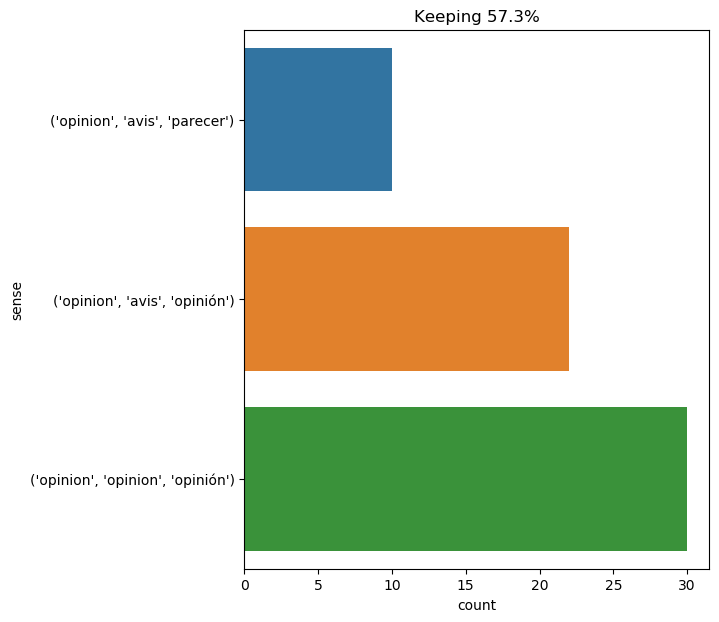 Keeping 57.3%
('opinion', 'avis', 'parecer')
('opinion', 'avis', 'opinión')
('opinion', 'opinion', 'opinión')
sense
0 5 10 15 20 25 30
count